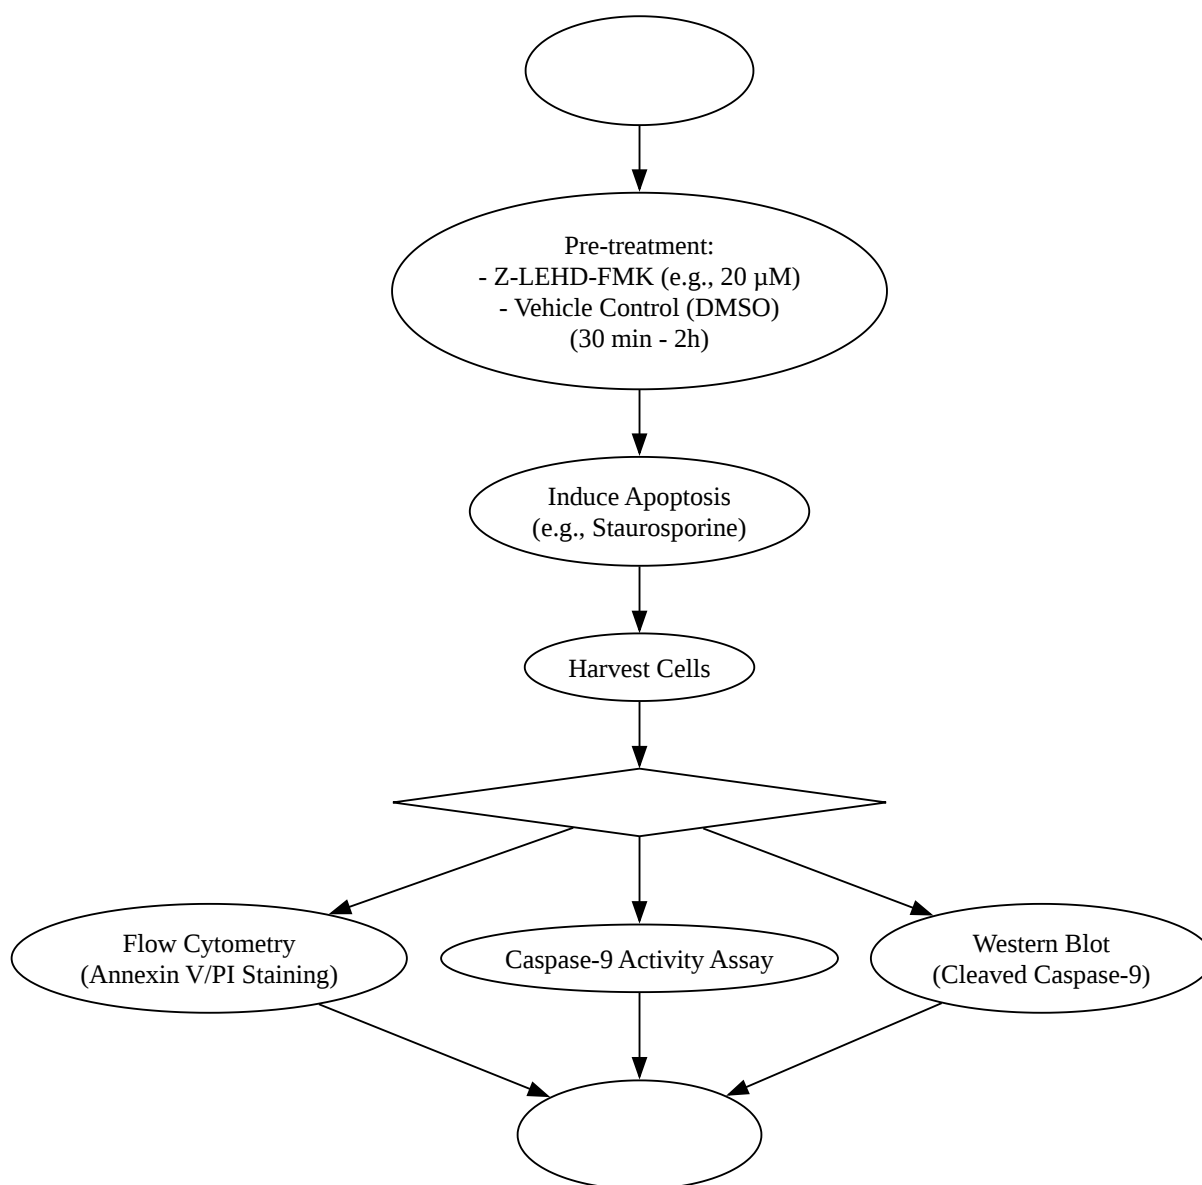 Pre-treatment:
- Z-LEHD-FMK (e.g., 20 µM)
- Vehicle Control (DMSO)
(30 min - 2h)
Induce Apoptosis
(e.g., Staurosporine)
Harvest Cells
Flow Cytometry
(Annexin V/PI Staining)
Caspase-9 Activity Assay
Western Blot
(Cleaved Caspase-9)